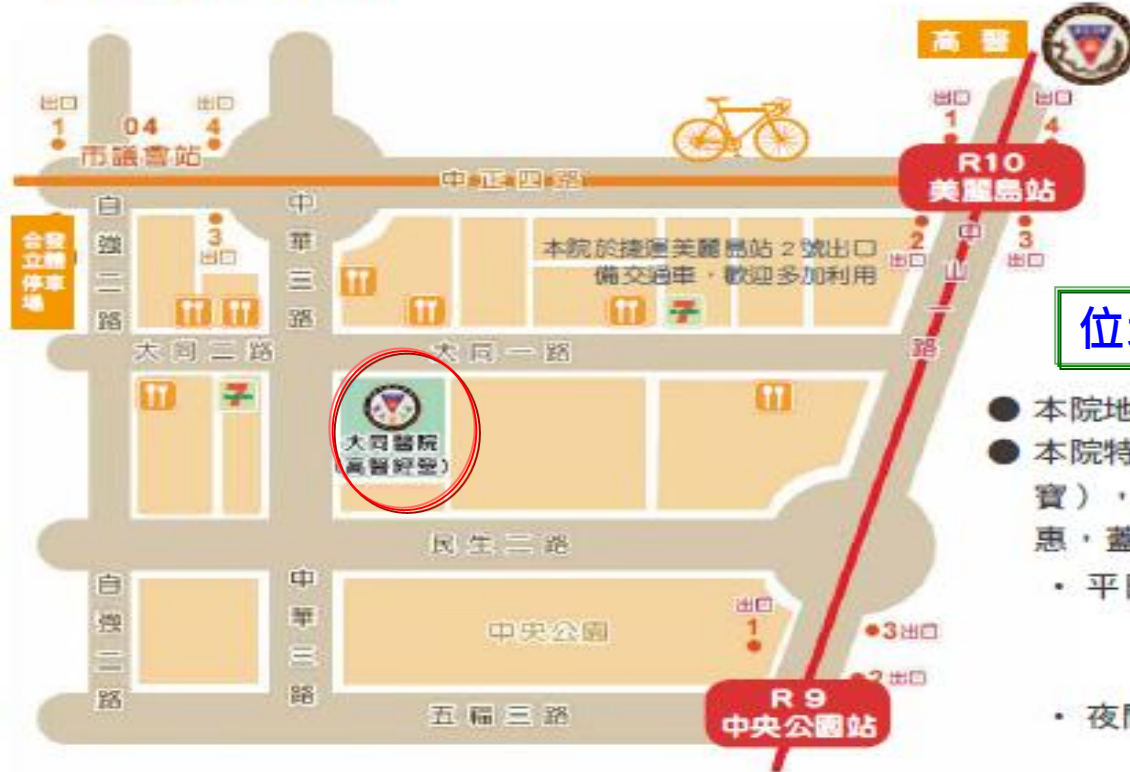 高醫
出口
1
04
出口
4
市議會站
出口
1
出口
4
R10
美麗島站
中正四路
自強二路
3
出口
中華三路
本院於捷運美麗島站2號出口
備交通車，歡迎多加利用
2
出口
3
出口
中山一路
大同二路
大同一路
位
大同醫院
(高醫經營)
● 本院地
● 本院特
寶），
惠，蓋
民生二路
・平日
自強二路
中華三路
中央公園
出口
1
3出口
2出口
R9
中央公園站
五福三路
・夜間